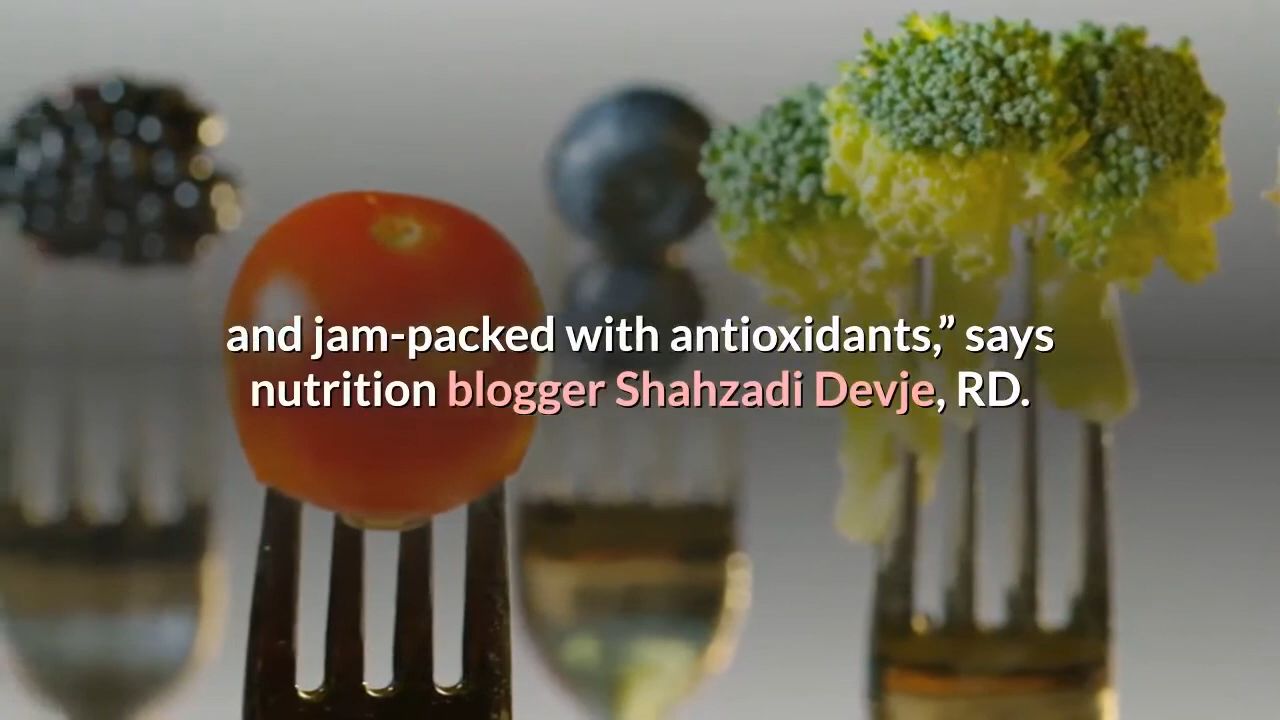 and jam-packed with antioxidants,” says
nutrition blogger Shahzadi Devje, RD.